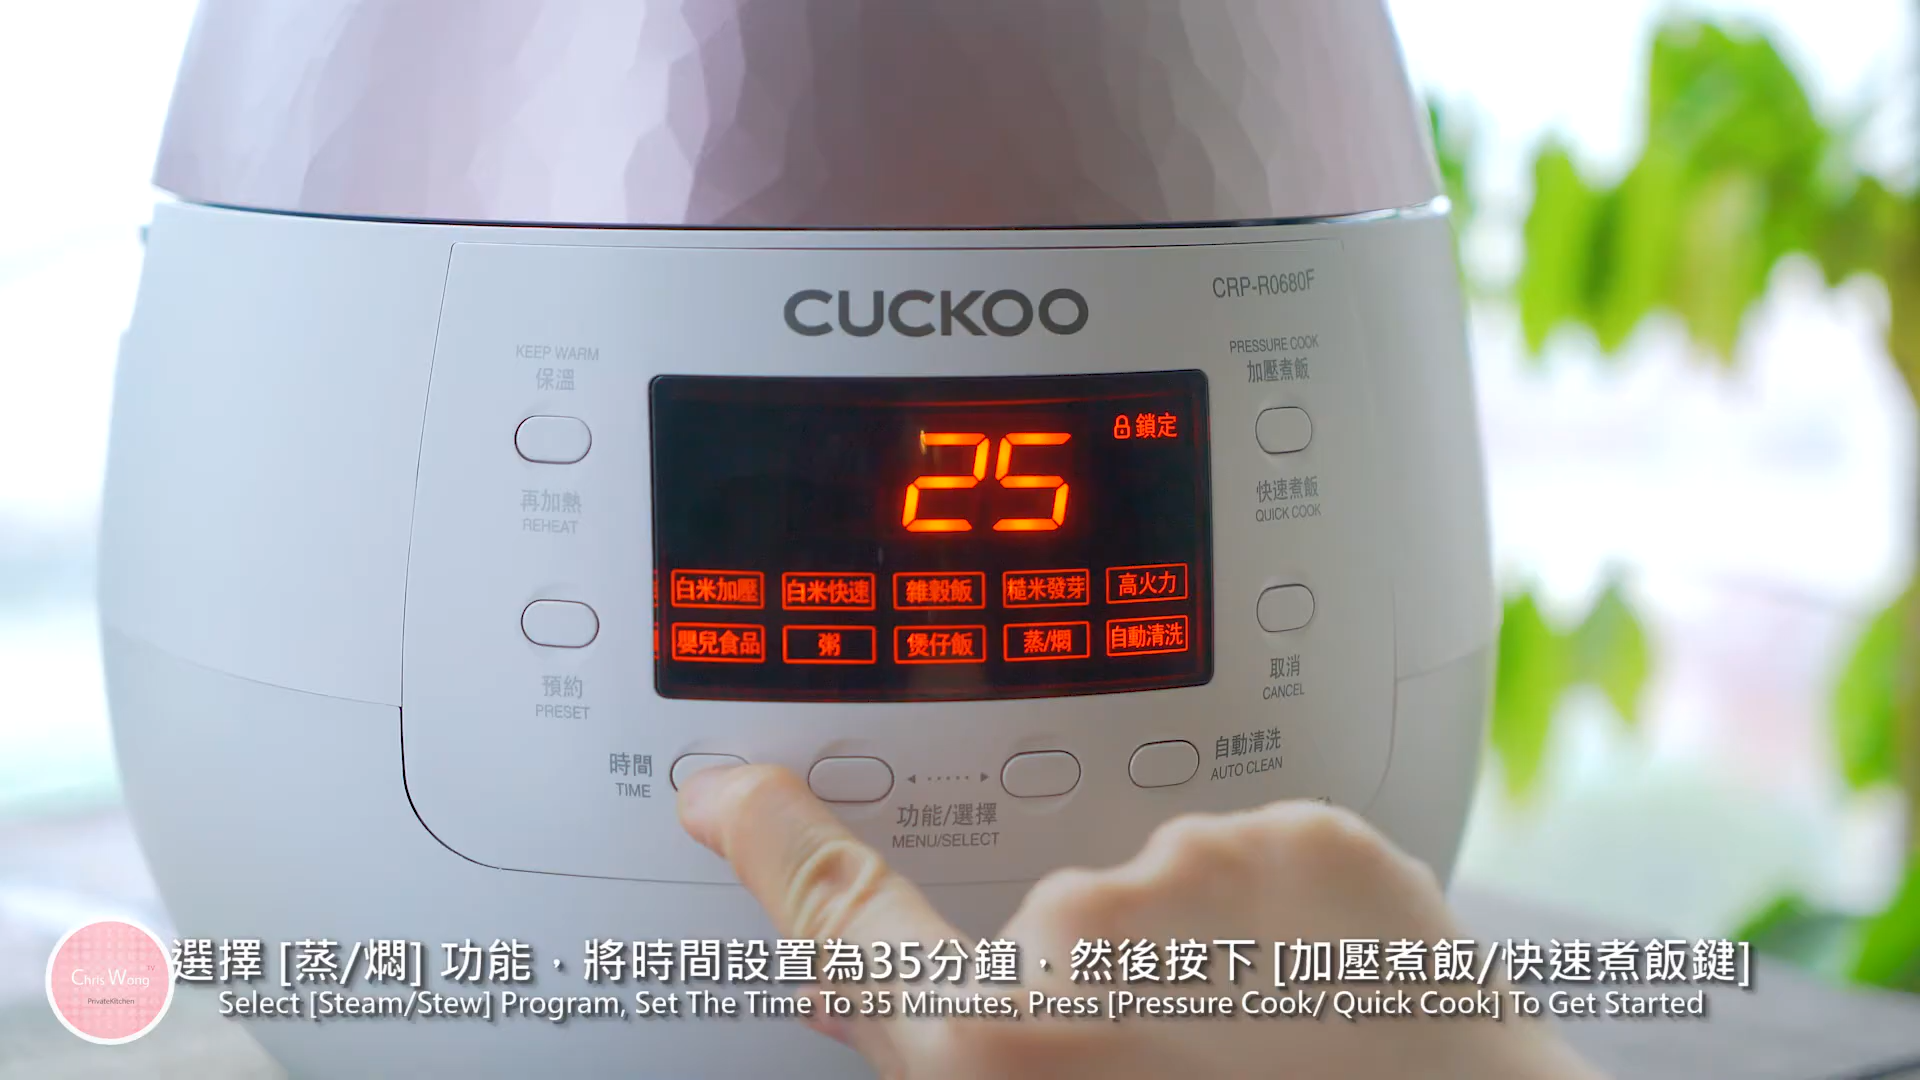 CUCKOO
CRP-R0680F
KEEP WARM
保溫
再加熱
REHEAT
預約
PRESET
PRESSURE COOK
加壓煮飯
快速煮飯
QUICK COOK
取消
CANCEL
25
鎖定
白米加壓 白米快速 雜穀飯 糙米發芽 高火力
嬰兒食品 粥 煲仔飯 蒸/燜 自動清洗
時間
TIME
功能/選擇
MENU/SELECT
自動清洗
AUTO CLEAN
選擇 [蒸/燜] 功能，將時間設置為35分鐘，然後按下 [加壓煮飯/快速煮飯鍵]
Select [Steam/Stew] Program, Set The Time To 35 Minutes, Press [Pressure Cook/ Quick Cook] To Get Started
Chris Wong TV
PrivateKitchen